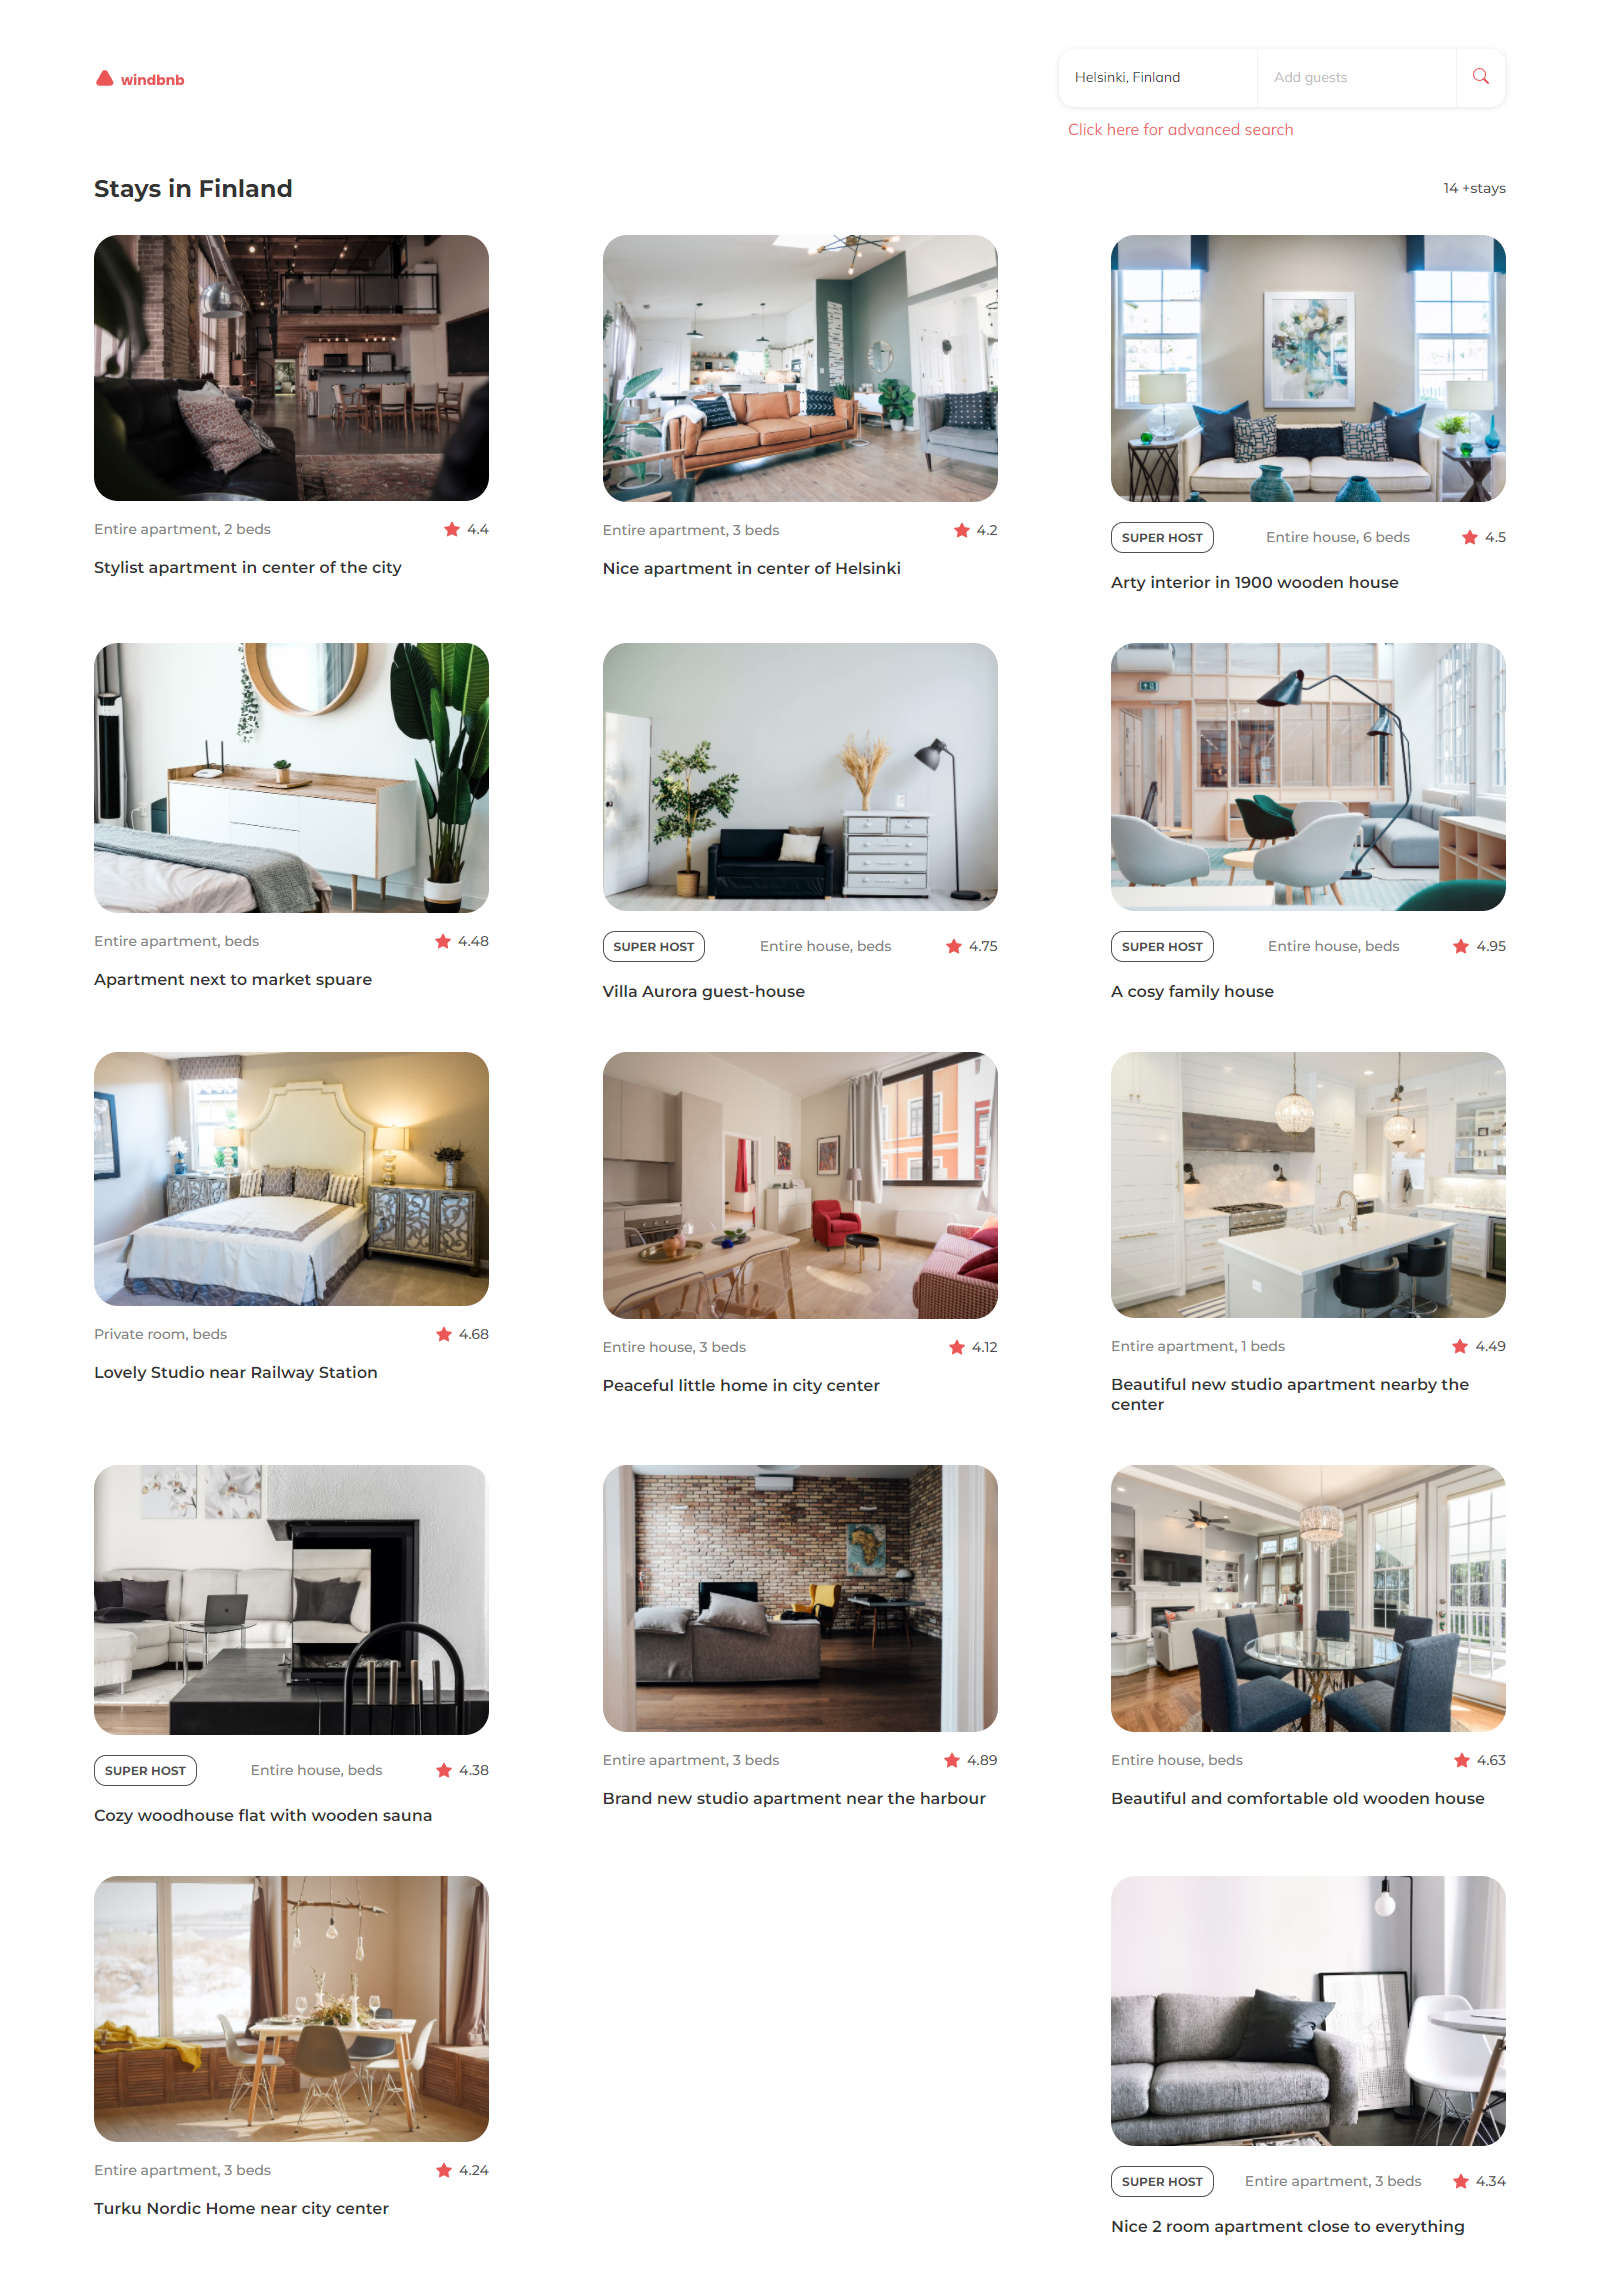 windbnb
Helsinki, Finland
Add guests
Click here for advanced search
Stays in Finland
14 +stays
Entire apartment, 2 beds
4.4
Stylist apartment in center of the city
Entire apartment, 3 beds
4.2
Nice apartment in center of Helsinki
SUPER HOST
Entire house, 6 beds
4.5
Arty interior in 1900 wooden house
Entire apartment, beds
4.48
Apartment next to market spuare
SUPER HOST
Entire house, beds
4.75
Villa Aurora guest-house
SUPER HOST
Entire house, beds
4.95
A cosy family house
Private room, beds
4.68
Lovely Studio near Railway Station
Entire house, 3 beds
4.12
Peaceful little home in city center
Entire apartment, 1 beds
4.49
Beautiful new studio apartment nearby the
center
SUPER HOST
Entire house, beds
4.38
Cozy woodhouse flat with wooden sauna
Entire apartment, 3 beds
4.89
Brand new studio apartment near the harbour
Entire house, beds
4.63
Beautiful and comfortable old wooden house
Entire apartment, 3 beds
4.24
Turku Nordic Home near city center
SUPER HOST
Entire apartment, 3 beds
4.34
Nice 2 room apartment close to everything